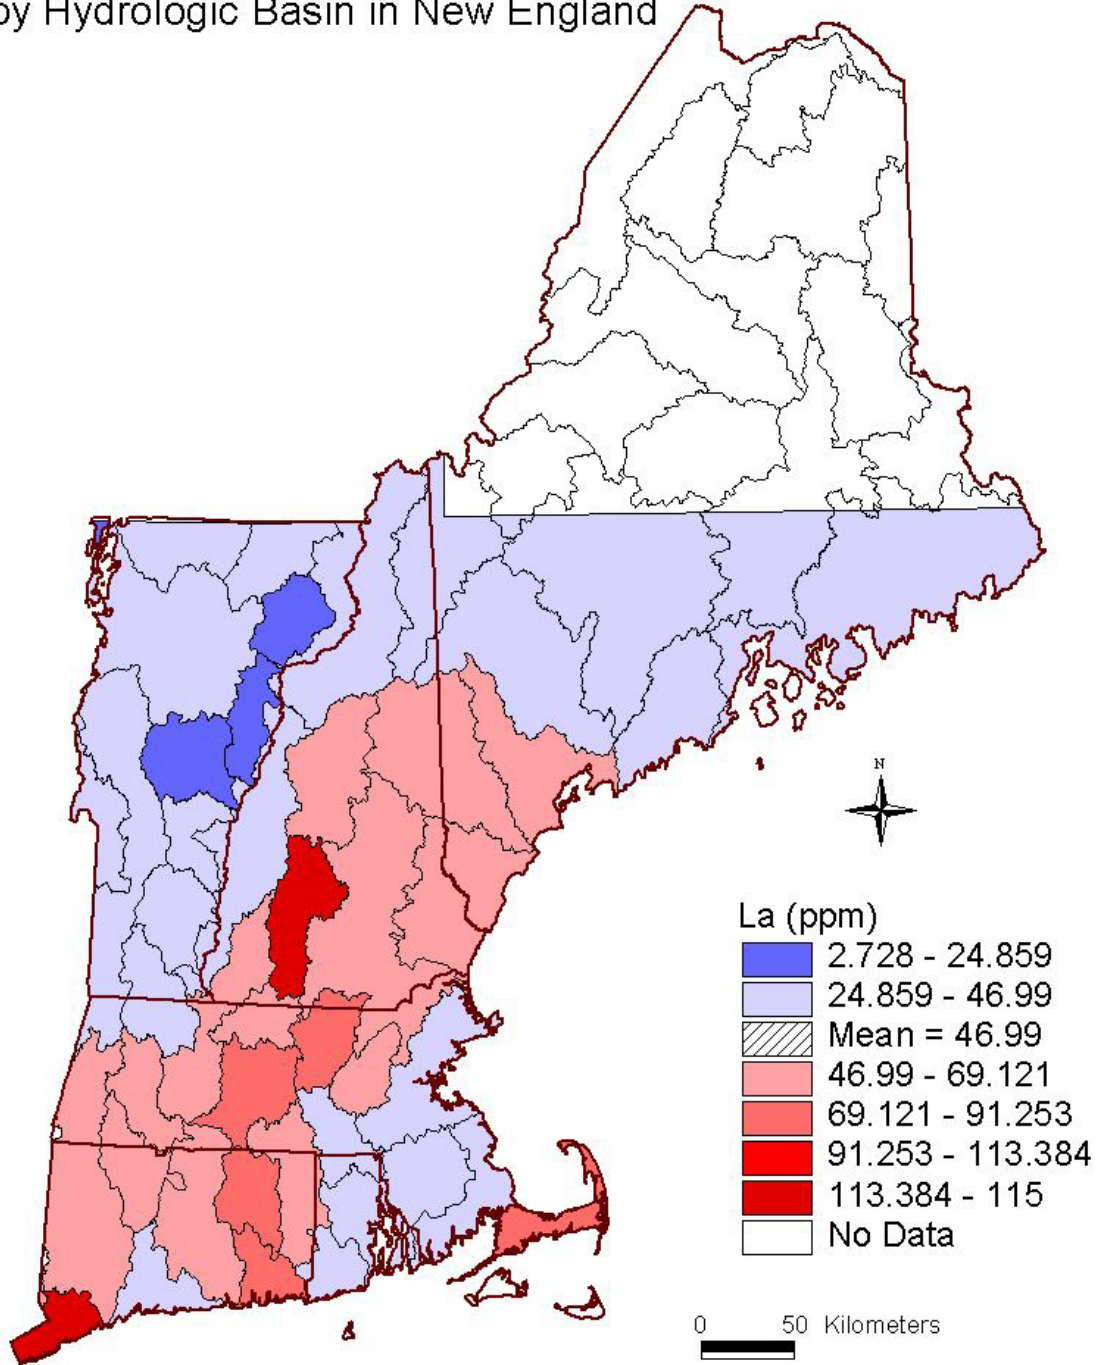 by Hydrologic Basin in New England
N
La (ppm)
2.728 - 24.859
24.859 - 46.99
Mean = 46.99
46.99 - 69.121
69.121 - 91.253
91.253 - 113.384
113.384 - 115
No Data
0 50 Kilometers